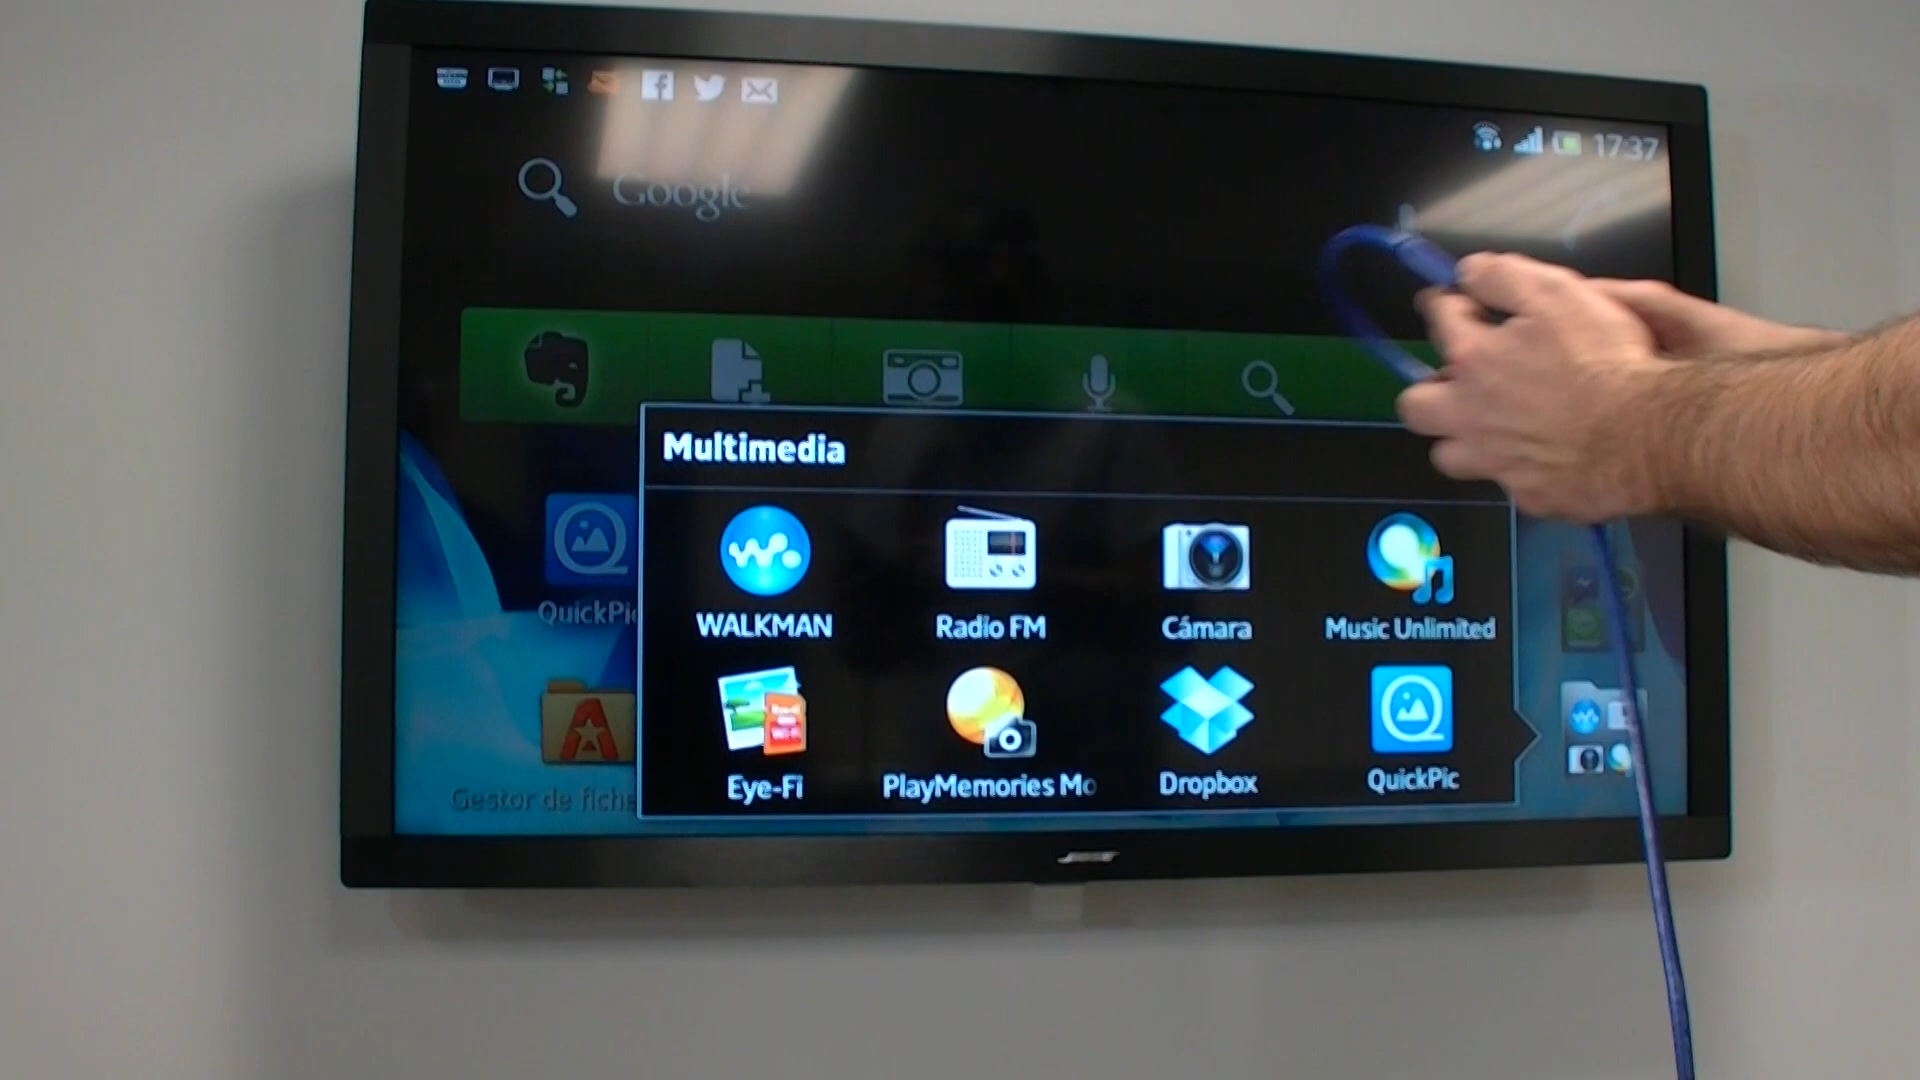 17:37
Google
Multimedia
WALKMAN
Radio FM
Cámara
Music Unlimited
QuickPic
Eye-Fi
PlayMemories Mo
Dropbox
QuickPic
Gestor de fiche